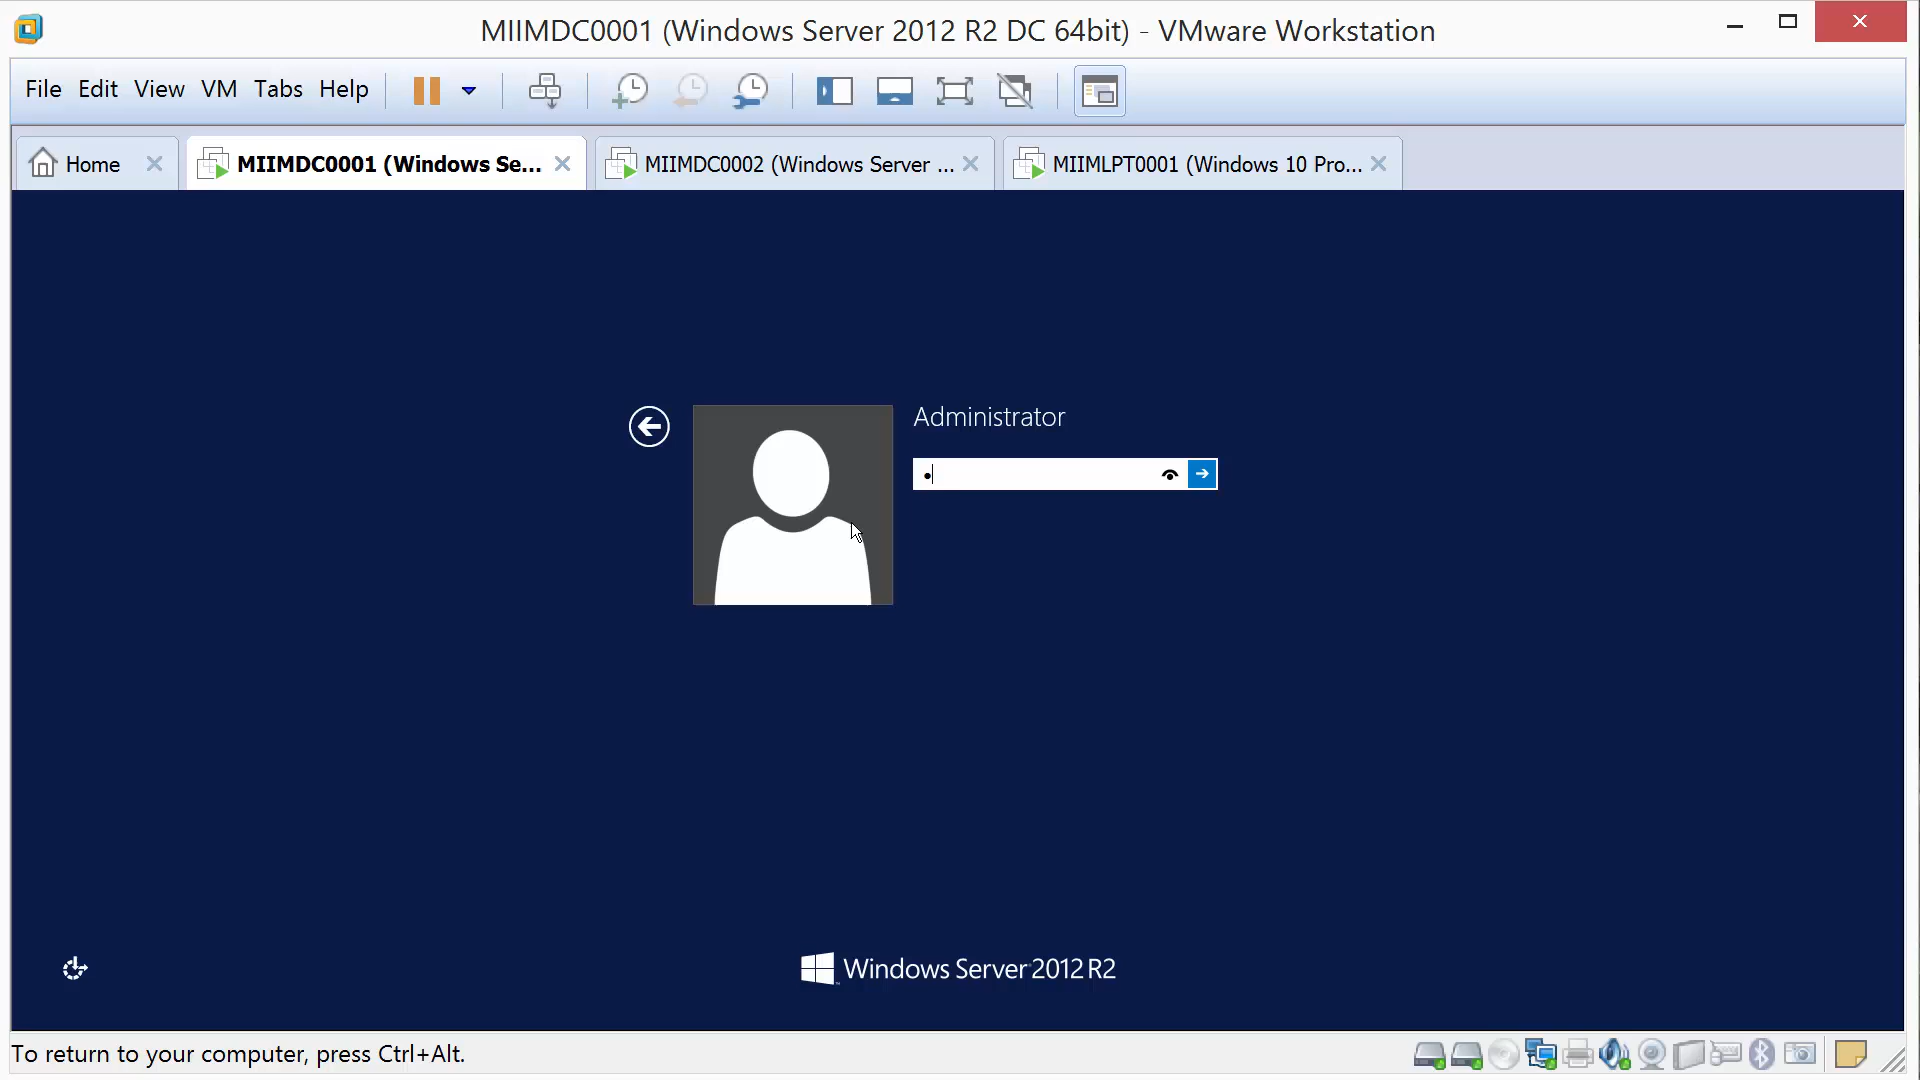 MIIMDC0001 (Windows Server 2012 R2 DC 64bit) - VMware Workstation
File Edit View VM Tabs Help
Home
MIIMDC0001 (Windows Se...
MIIMDC0002 (Windows Server ...
MIIMLPT0001 (Windows 10 Pro...
Administrator
Windows Server 2012 R2
To return to your computer, press Ctrl+Alt.